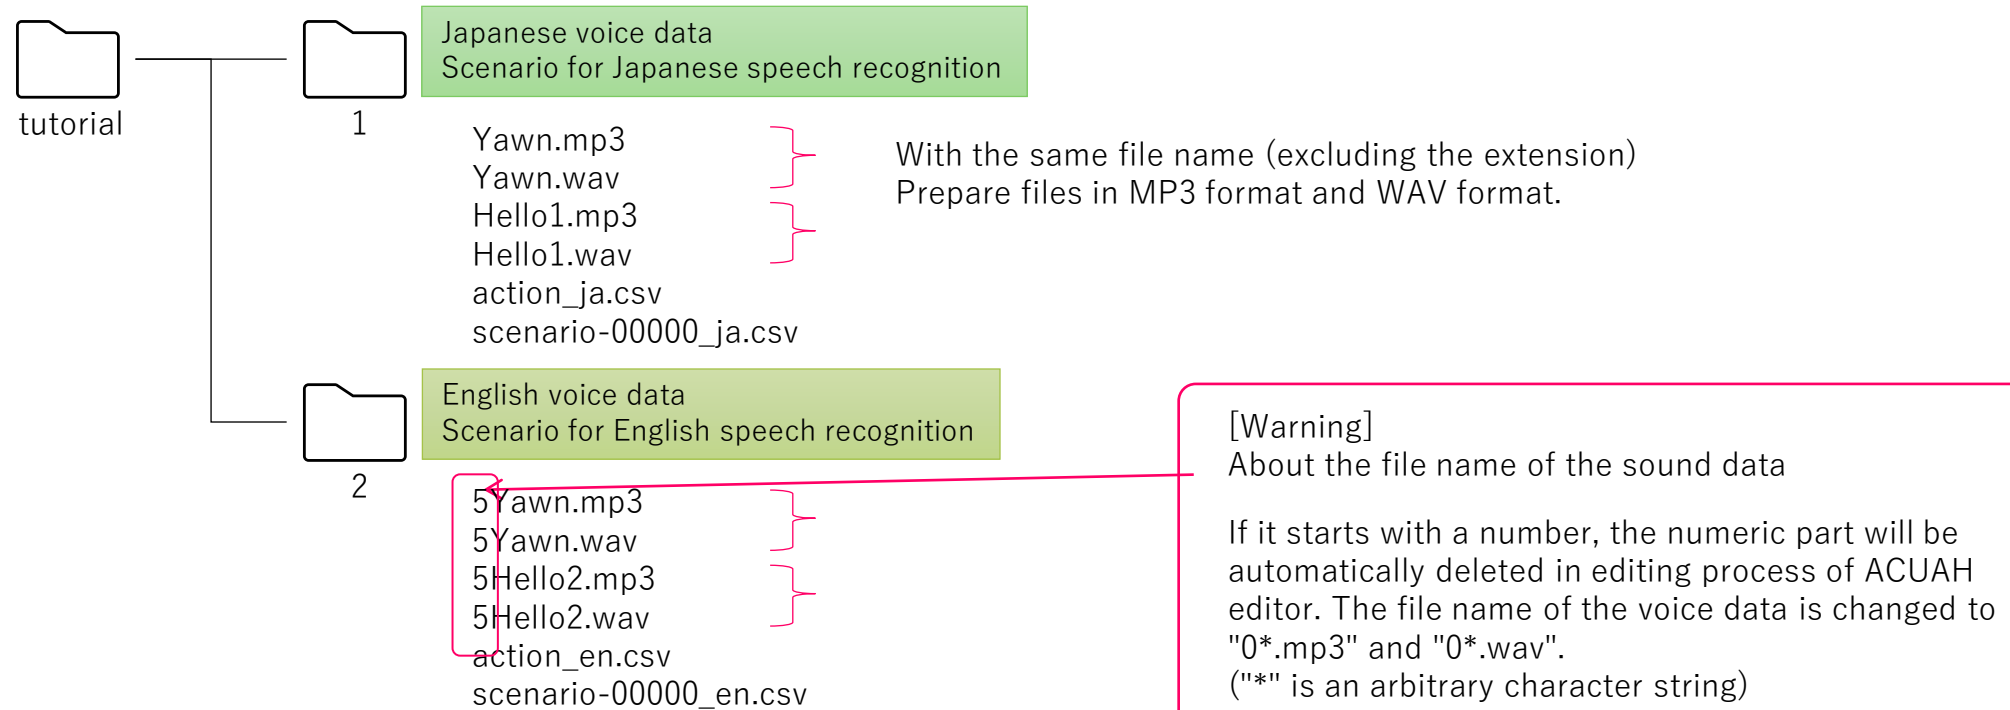 tutorial
1
Japanese voice data
Scenario for Japanese speech recognition
Yawn.mp3
Yawn.wav
Hello1.mp3
Hello1.wav
action_ja.csv
scenario-00000_ja.csv
With the same file name (excluding the extension)
Prepare files in MP3 format and WAV format.
2
English voice data
Scenario for English speech recognition
5Yawn.mp3
5Yawn.wav
5Hello2.mp3
5Hello2.wav
action_en.csv
scenario-00000_en.csv
[Warning]
About the file name of the sound data
If it starts with a number, the numeric part will be
automatically deleted in editing process of ACUAH
editor. The file name of the voice data is changed to
"0*.mp3" and "0*.wav".
("*" is an arbitrary character string)